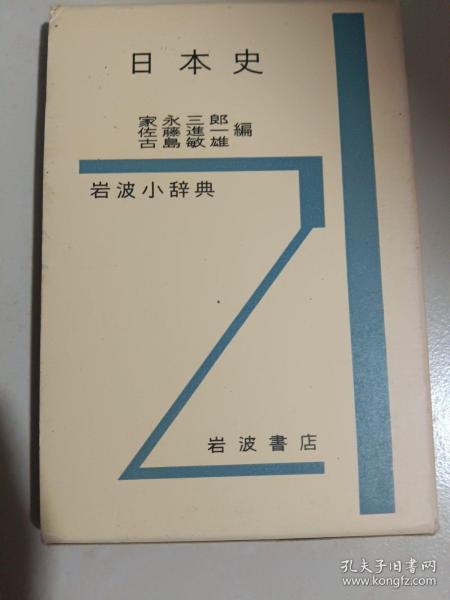 日本史
家永三郎
佐藤進一 編
古島敏雄
岩波小辞典
岩波書店
孔夫子旧书网
www.kongfz.com